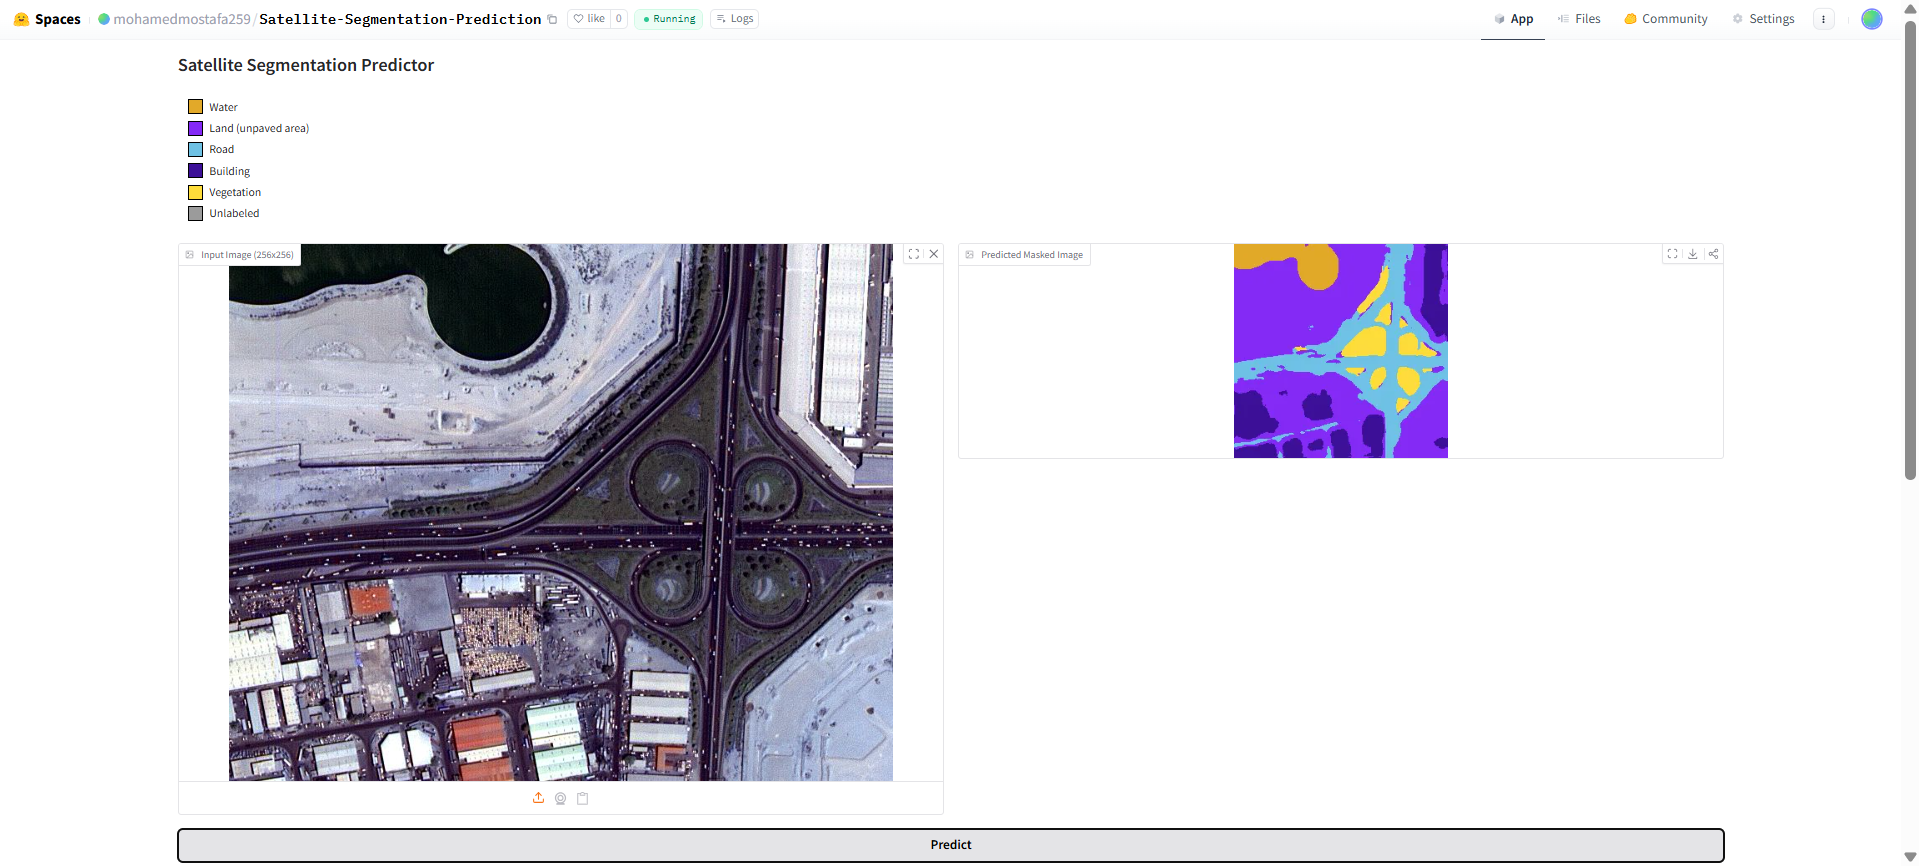 Spaces mohamedmostafa259/Satellite-Segmentation-Prediction like 0 Running Logs App Files Community Settings
Satellite Segmentation Predictor
Water
Land (unpaved area)
Road
Building
Vegetation
Unlabeled
Input Image (256x256)
Predicted Masked Image
Predict